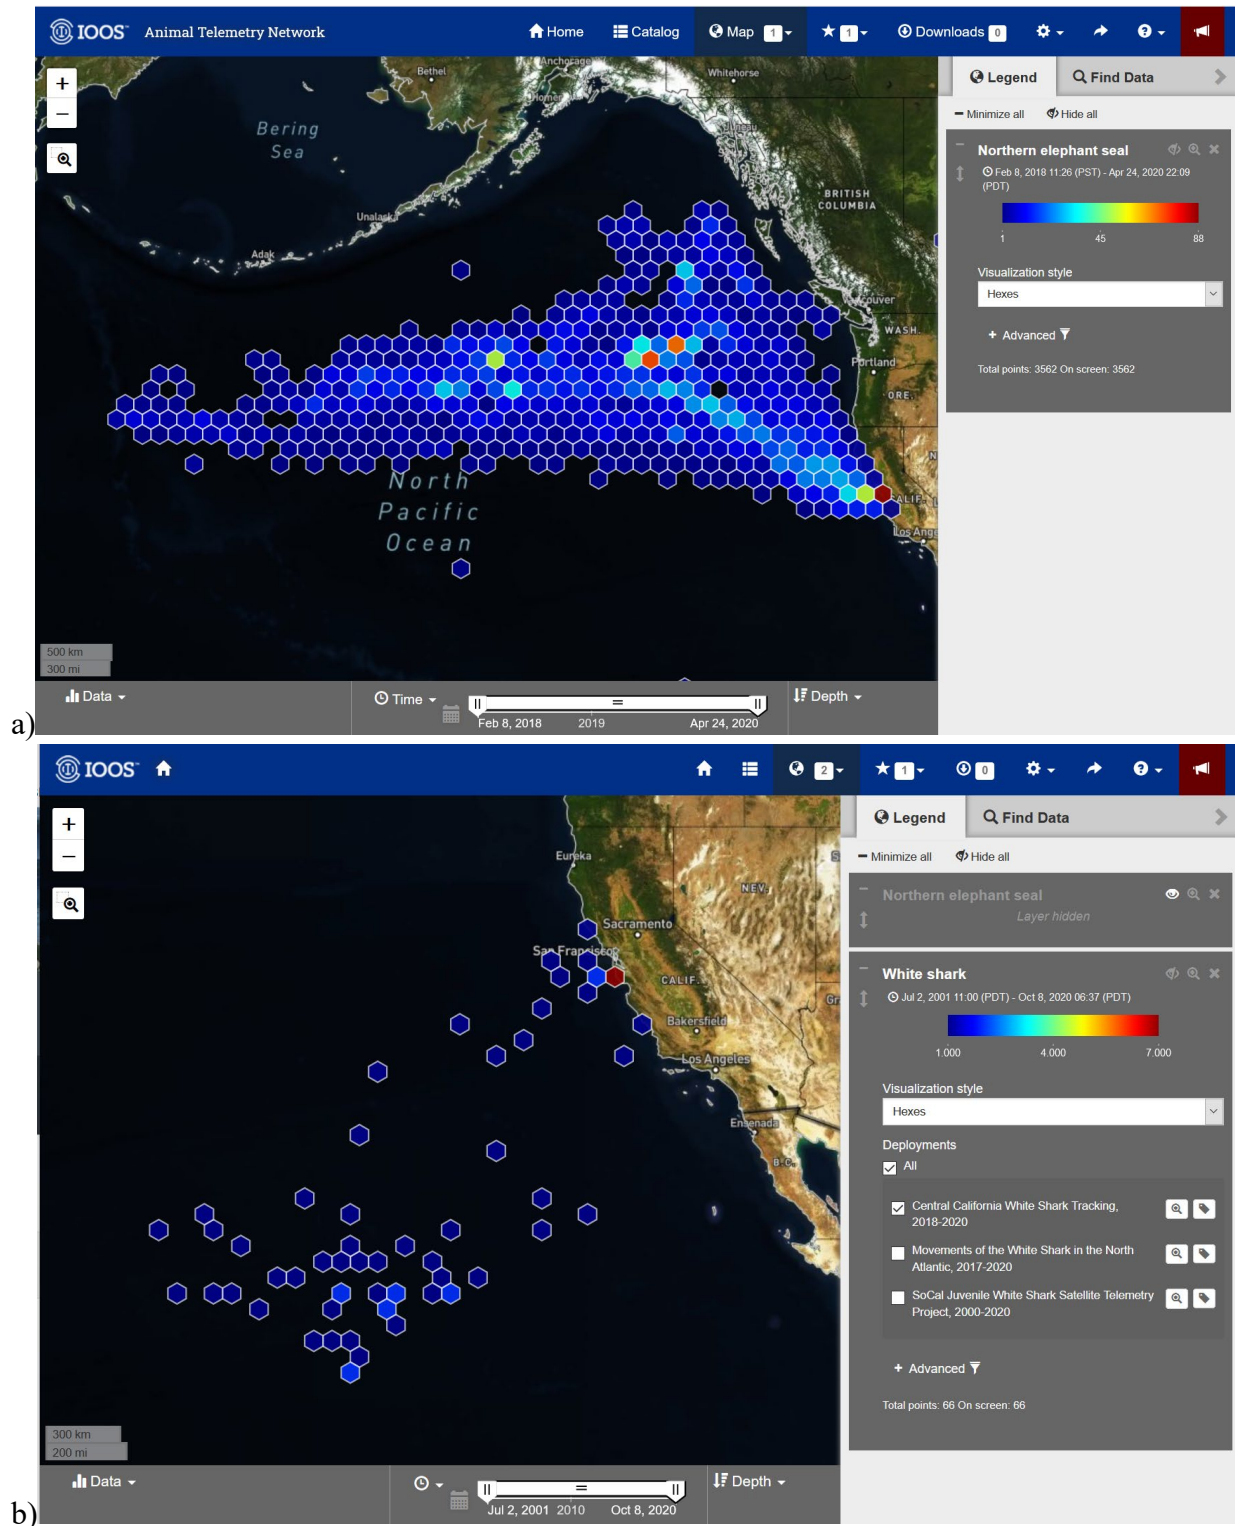 IOOS™ Animal Telemetry Network Home Catalog Map 1 1 Downloads 0
Legend Find Data
Minimize all Hide all
Northern elephant seal
Feb 8, 2018 11:26 (PST) - Apr 24, 2020 22:09
(PDT)
1 45 88
Visualization style
Hexes
+ Advanced
Total points: 3562 On screen: 3562
Bethel
Anchorage
Homer
Whitehorse
Juneau
Bering
Sea
Unalaska
Adak
BRITISH
COLUMBIA
Vancouver
WASH.
Portland
ORE.
CALIF.
Los Ange
North
Pacific
Ocean
500 km
300 mi
Data Time Depth
Feb 8, 2018 2019 Apr 24, 2020
a)
IOOS™ 2 1 0
Legend Find Data
Minimize all Hide all
Northern elephant seal
Layer hidden
White shark
Jul 2, 2001 11:00 (PDT) - Oct 8, 2020 06:37 (PDT)
1.000 4.000 7.000
Visualization style
Hexes
Deployments
All
Central California White Shark Tracking,
2018-2020
Movements of the White Shark in the North
Atlantic, 2017-2020
SoCal Juvenile White Shark Satellite Telemetry
Project, 2000-2020
+ Advanced
Total points: 66 On screen: 66
Eureka
NEV.
Sacramento
San Francisco
CALIF.
Bakersfield
Los Angeles
Ensenada
B.C.
300 km
200 mi
Data Depth
Jul 2, 2001 2010 Oct 8, 2020
b)